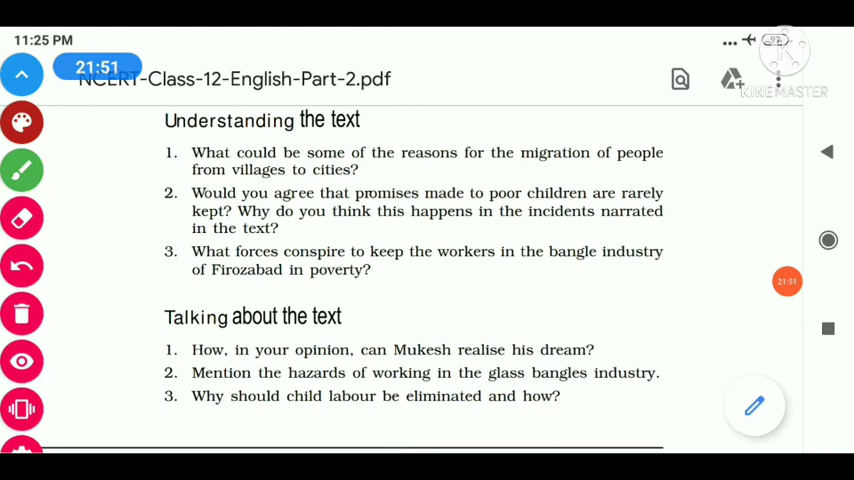 11:25 PM
97
21:51
NCERT-Class-12-English-Part-2.pdf
KINEMASTER
Understanding the text
1. What could be some of the reasons for the migration of people
from villages to cities?
2. Would you agree that promises made to poor children are rarely
kept? Why do you think this happens in the incidents narrated
in the text?
3. What forces conspire to keep the workers in the bangle industry
of Firozabad in poverty?
21:51
Talking about the text
1. How, in your opinion, can Mukesh realise his dream?
2. Mention the hazards of working in the glass bangles industry.
3. Why should child labour be eliminated and how?